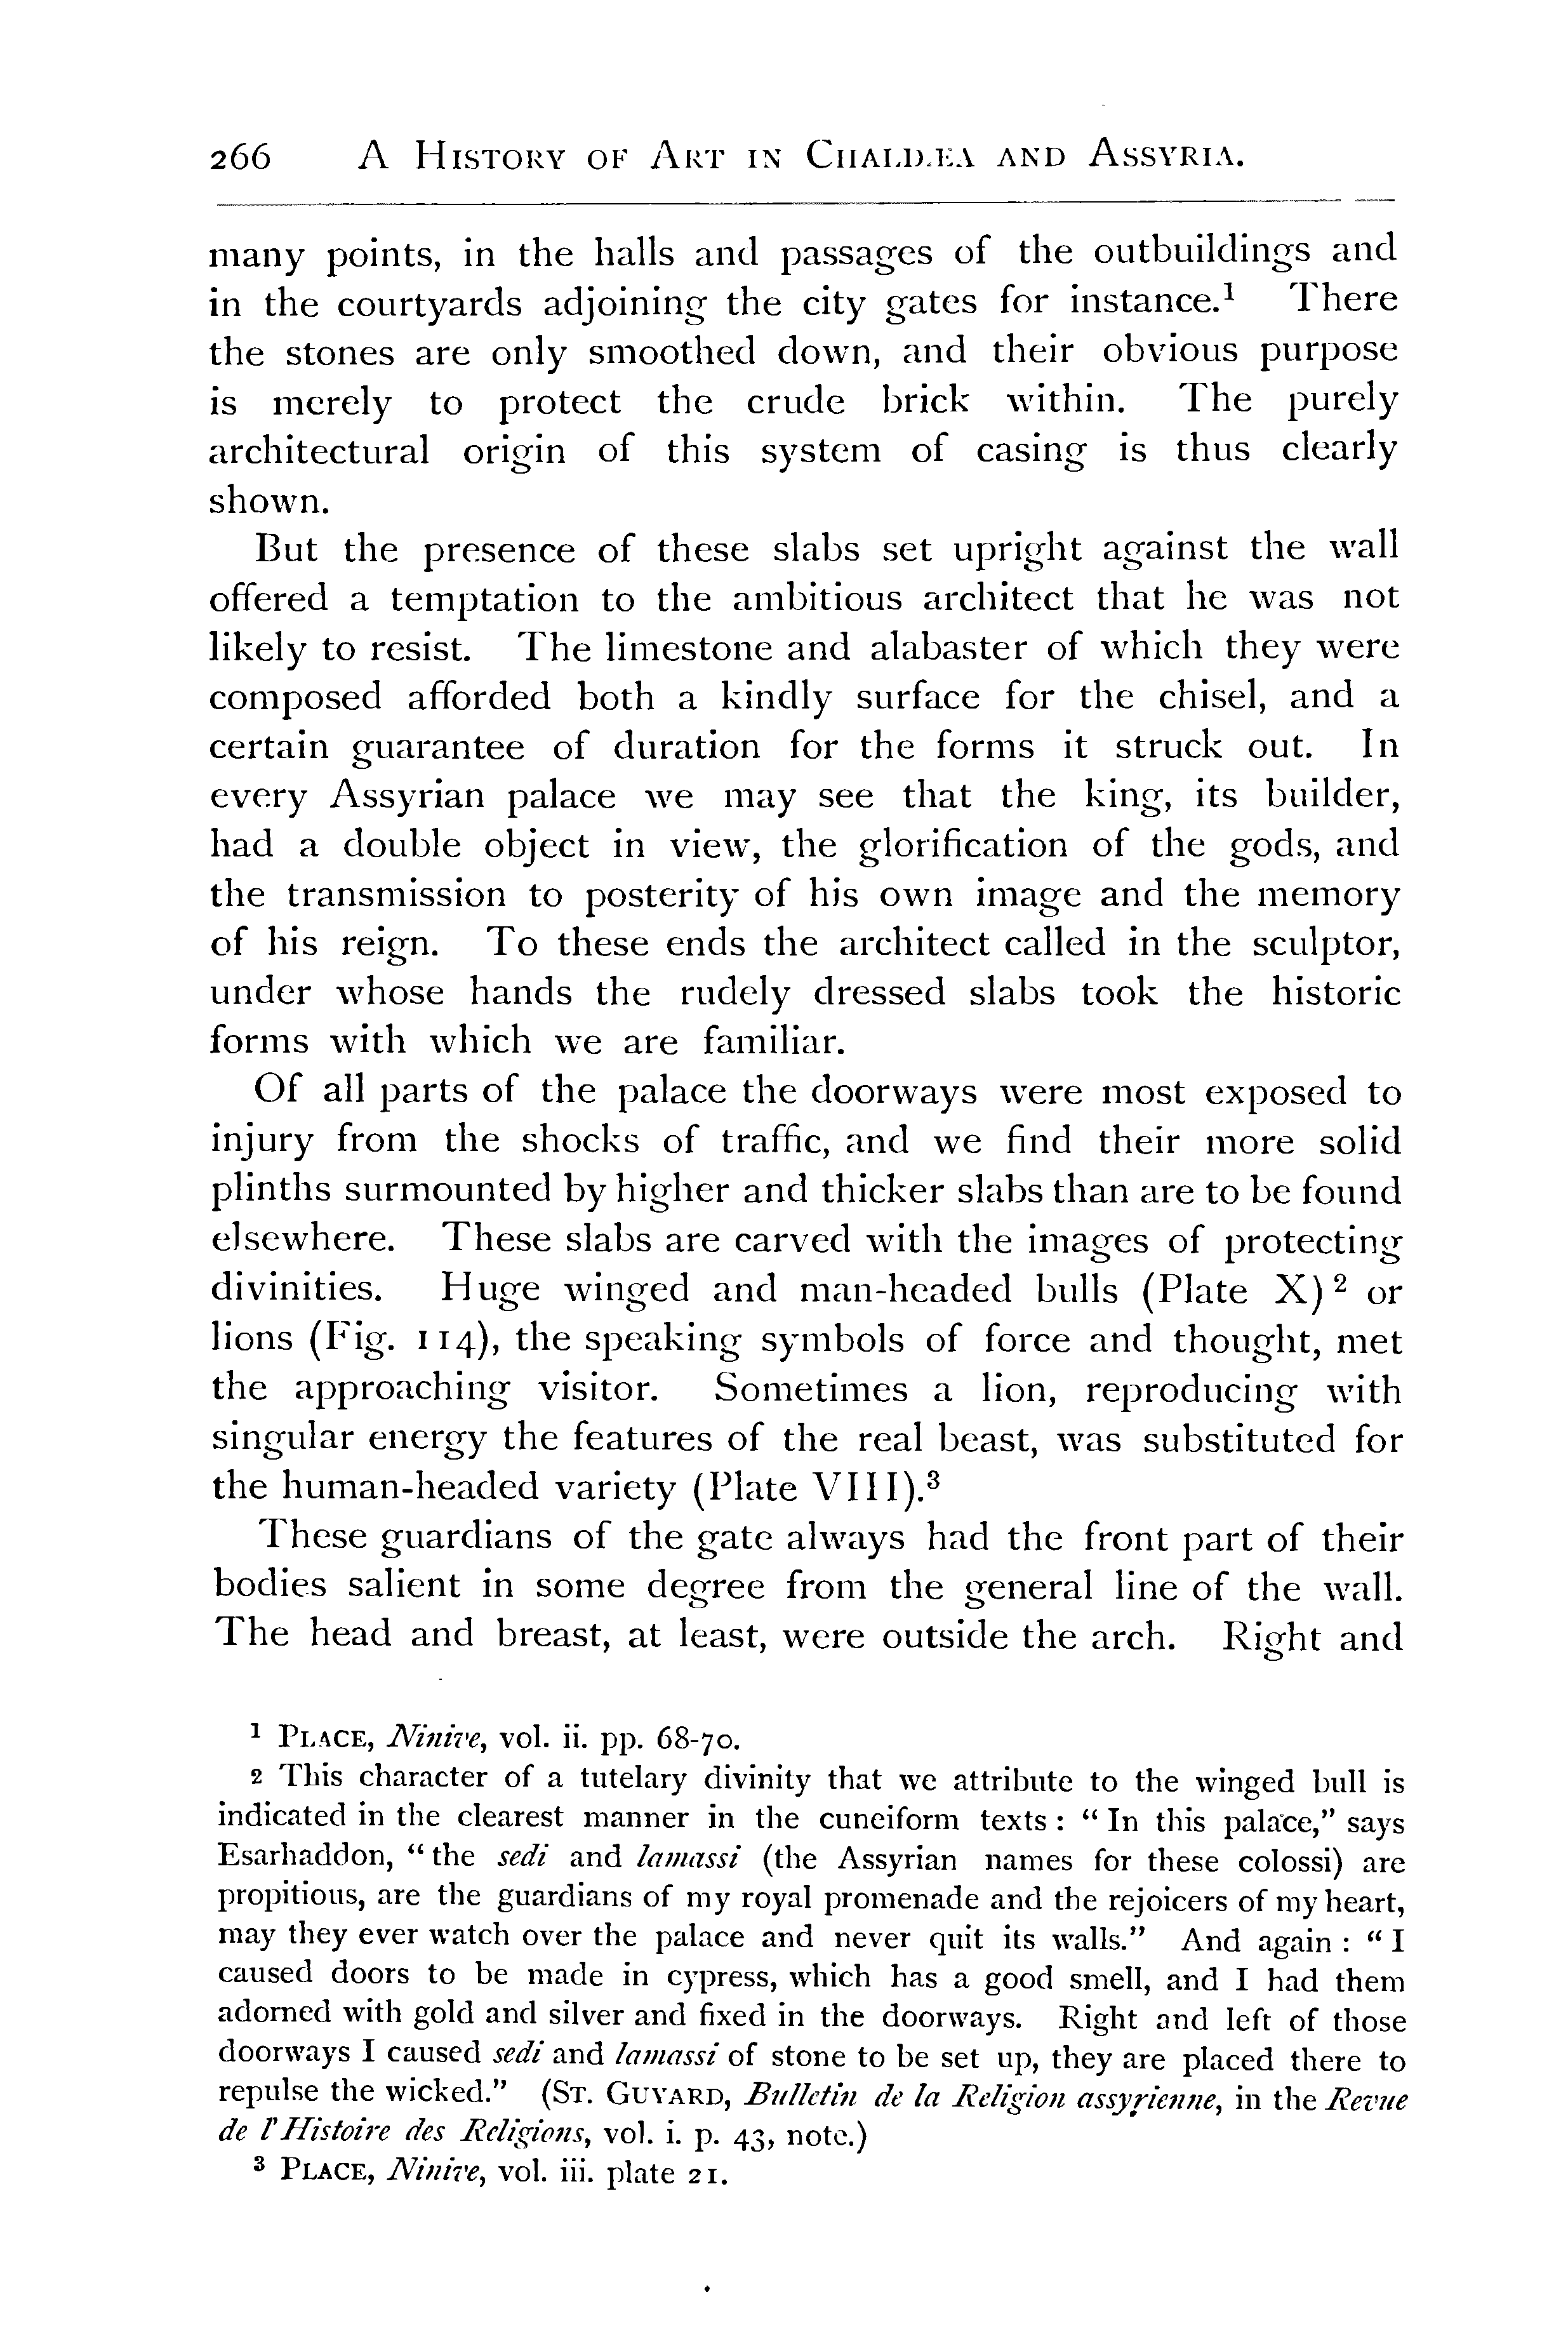 266 A HISTORY OF ART IN CHALDÆA AND ASSYRIA.
many points, in the halls and passages of the outbuildings and
in the courtyards adjoining the city gates for instance.¹ There
the stones are only smoothed down, and their obvious purpose
is merely to protect the crude brick within. The purely
architectural origin of this system of casing is thus clearly
shown.
But the presence of these slabs set upright against the wall
offered a temptation to the ambitious architect that he was not
likely to resist. The limestone and alabaster of which they were
composed afforded both a kindly surface for the chisel, and a
certain guarantee of duration for the forms it struck out. In
every Assyrian palace we may see that the king, its builder,
had a double object in view, the glorification of the gods, and
the transmission to posterity of his own image and the memory
of his reign. To these ends the architect called in the sculptor,
under whose hands the rudely dressed slabs took the historic
forms with which we are familiar.
Of all parts of the palace the doorways were most exposed to
injury from the shocks of traffic, and we find their more solid
plinths surmounted by higher and thicker slabs than are to be found
elsewhere. These slabs are carved with the images of protecting
divinities. Huge winged and man-headed bulls (Plate X)² or
lions (Fig. 114), the speaking symbols of force and thought, met
the approaching visitor. Sometimes a lion, reproducing with
singular energy the features of the real beast, was substituted for
the human-headed variety (Plate VIII).³
These guardians of the gate always had the front part of their
bodies salient in some degree from the general line of the wall.
The head and breast, at least, were outside the arch. Right and
¹ PLACE, Ninive, vol. ii. pp. 68-70.
² This character of a tutelary divinity that we attribute to the winged bull is
indicated in the clearest manner in the cuneiform texts: “In this palace,” says
Esarhaddon, “the sedi and lamassi (the Assyrian names for these colossi) are
propitious, are the guardians of my royal promenade and the rejoicers of my heart,
may they ever watch over the palace and never quit its walls.” And again: “I
caused doors to be made in cypress, which has a good smell, and I had them
adorned with gold and silver and fixed in the doorways. Right and left of those
doorways I caused sedi and lamassi of stone to be set up, they are placed there to
repulse the wicked.” (ST. GUYARD, Bulletin de la Religion assyrienne, in the Revue
de l'Histoire des Religions, vol. i. p. 43, note.)
³ PLACE, Ninive, vol. iii. plate 21.